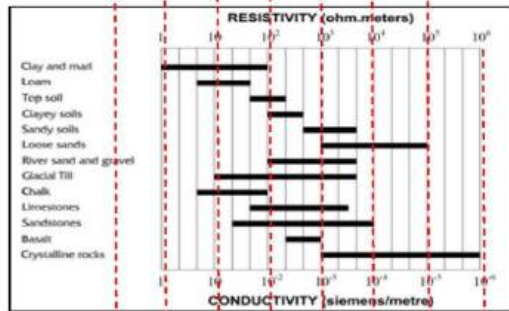 RESISTIVITY (ohm.meters)
1 10 10² 10³ 10⁴ 10⁵ 10⁶
Clay and marl
Loam
Top soil
Clayey soils
Sandy soils
Loose sands
River sand and gravel
Glacial Till
Chalk
Limestones
Sandstones
Basalt
Crystalline rocks
1 10⁻² 10⁻³ 10⁻⁴ 10⁻⁵ 10⁻⁶
CONDUCTIVITY (siemens/metre)